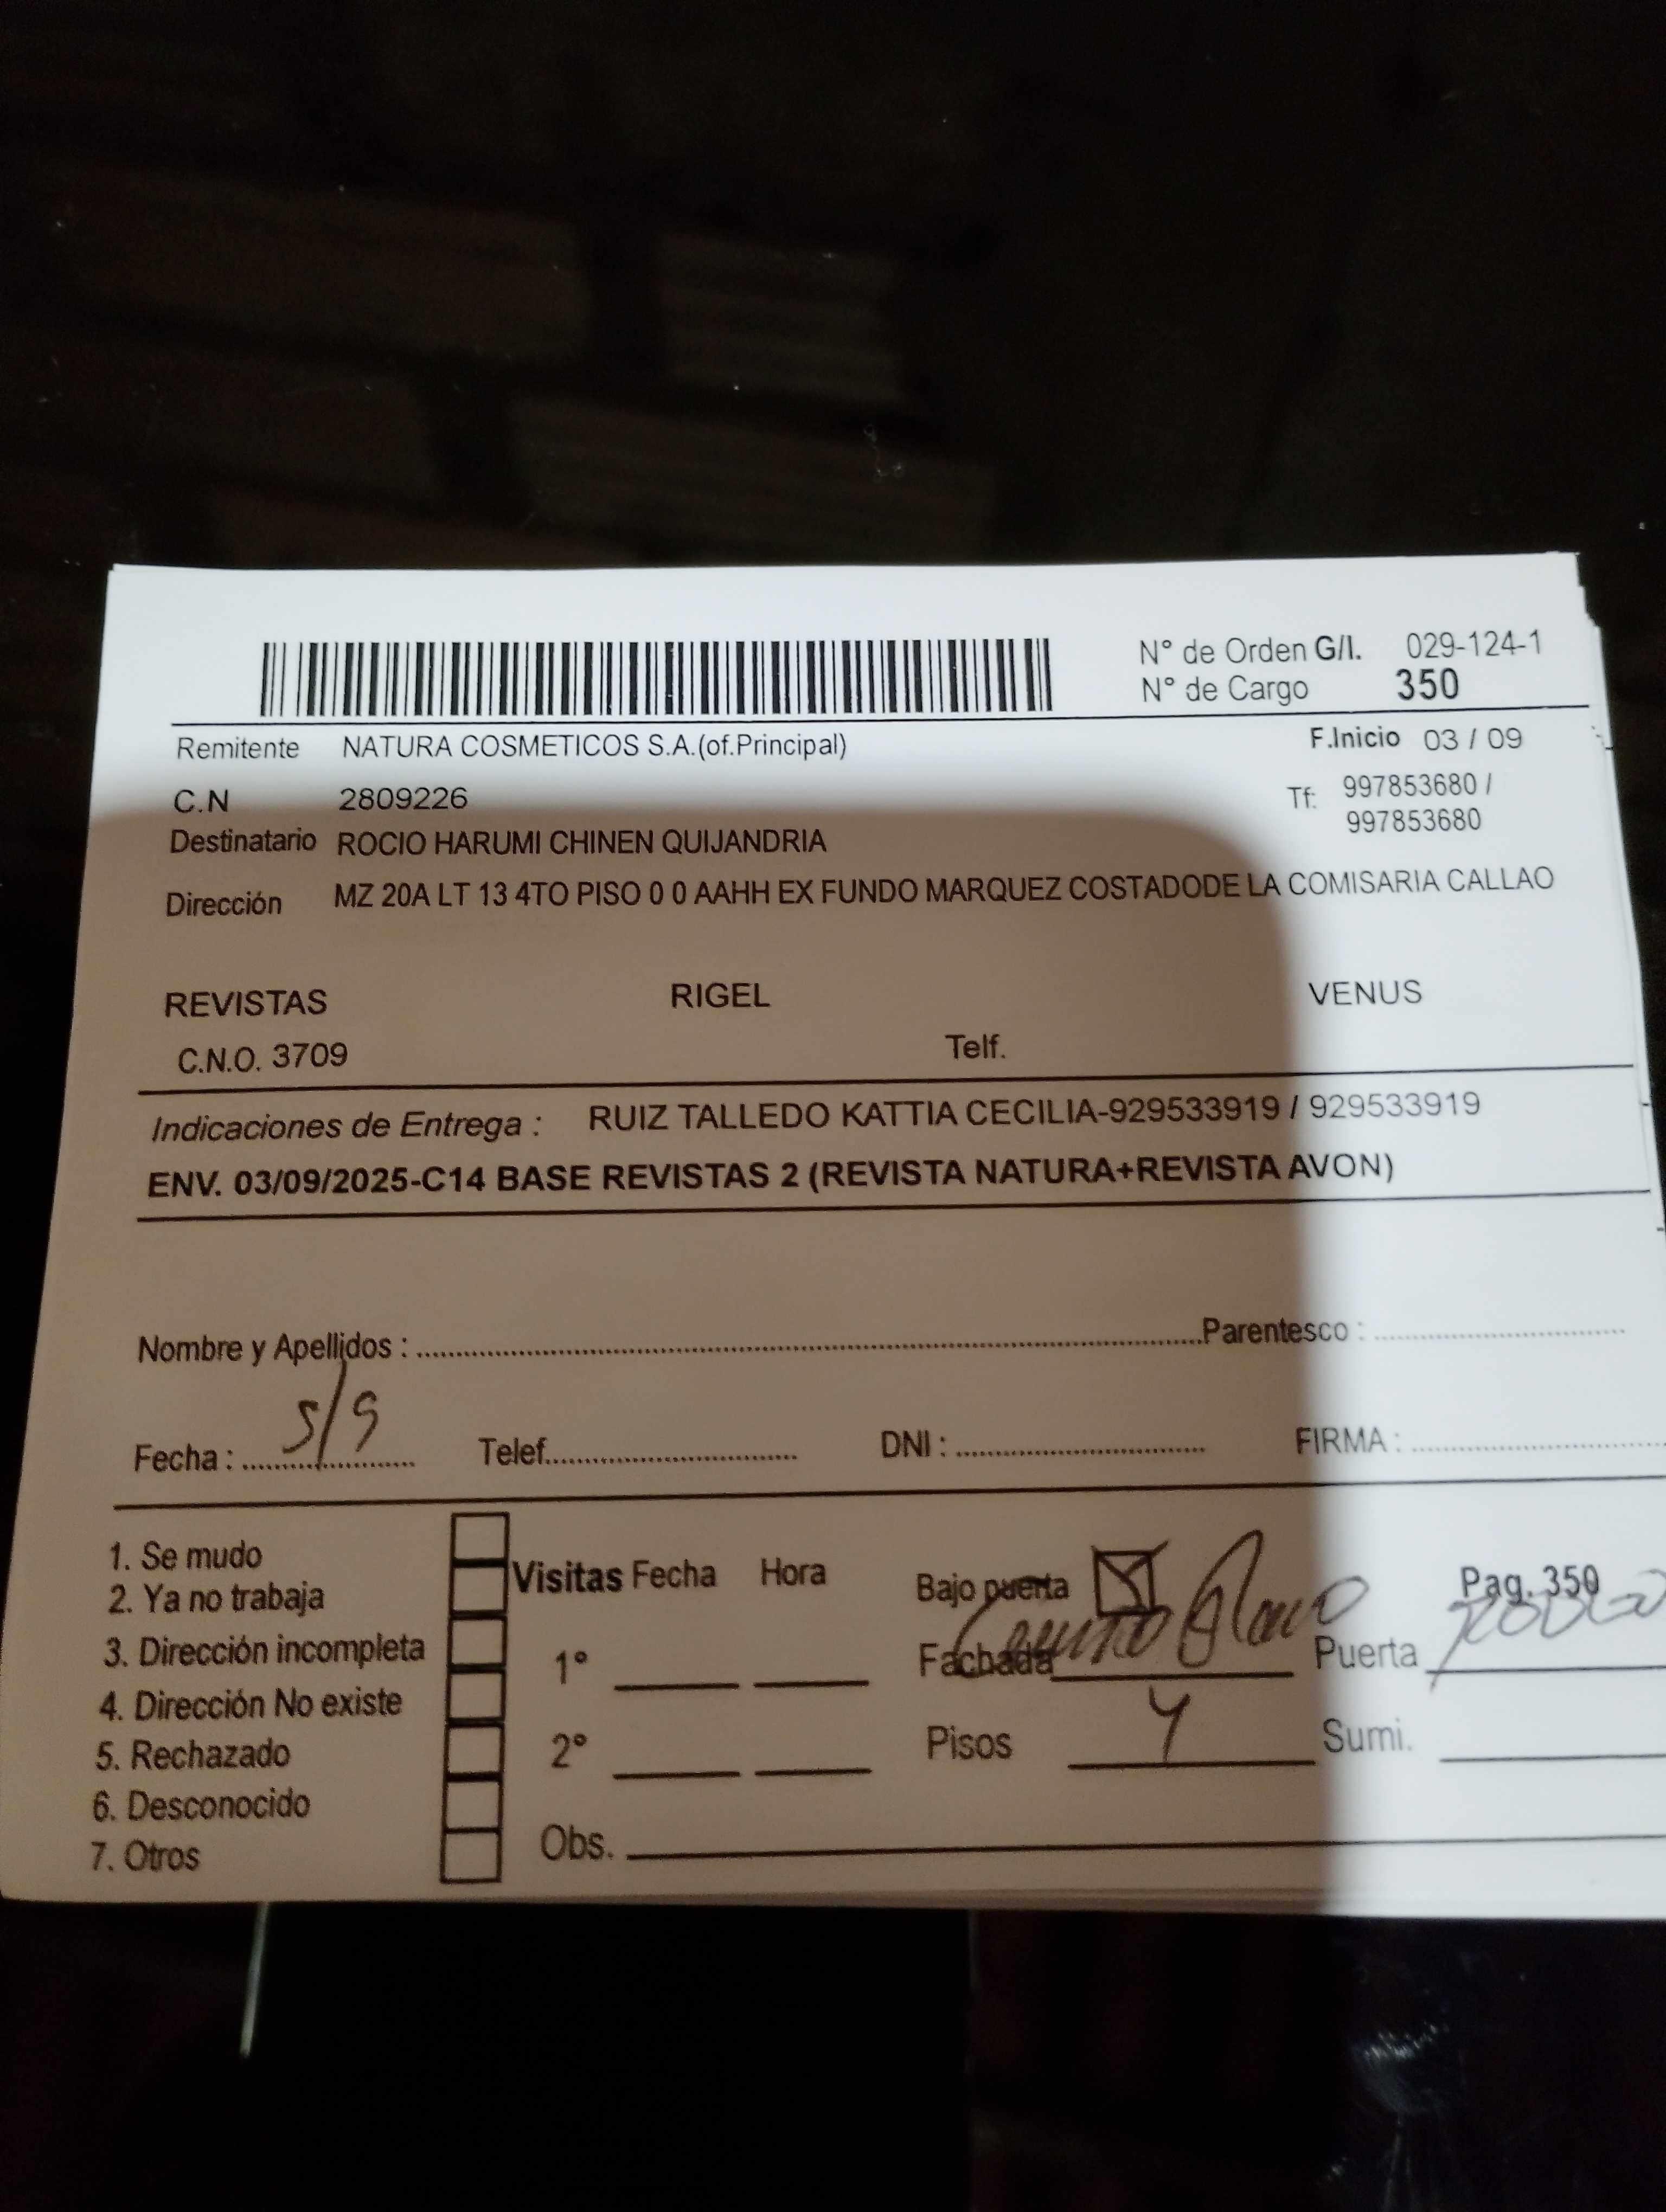 N° de Orden G/I. 029-124-1
N° de Cargo 350
Remitente NATURA COSMETICOS S.A.(of.Principal) F.Inicio 03 / 09
C.N 2809226 Tf: 997853680 /
997853680
Destinatario ROCIO HARUMI CHINEN QUIJANDRIA
Dirección MZ 20A LT 13 4TO PISO 0 0 AAHH EX FUNDO MARQUEZ COSTADODE LA COMISARIA CALLAO
REVISTAS RIGEL VENUS
C.N.O. 3709 Telf.
Indicaciones de Entrega : RUIZ TALLEDO KATTIA CECILIA-929533919 / 929533919
ENV. 03/09/2025-C14 BASE REVISTAS 2 (REVISTA NATURA+REVISTA AVON)
Nombre y Apellidos : Parentesco :
Fecha : 5/9 Telef. DNI : FIRMA :
1. Se mudo
2. Ya no trabaja
3. Dirección incompleta
4. Dirección No existe
5. Rechazado
6. Desconocido
7. Otros
Visitas Fecha Hora
1°
2°
Obs.
Bajo puerta Pag. 350
Fachada Puerta
Pisos 4 Sumi.